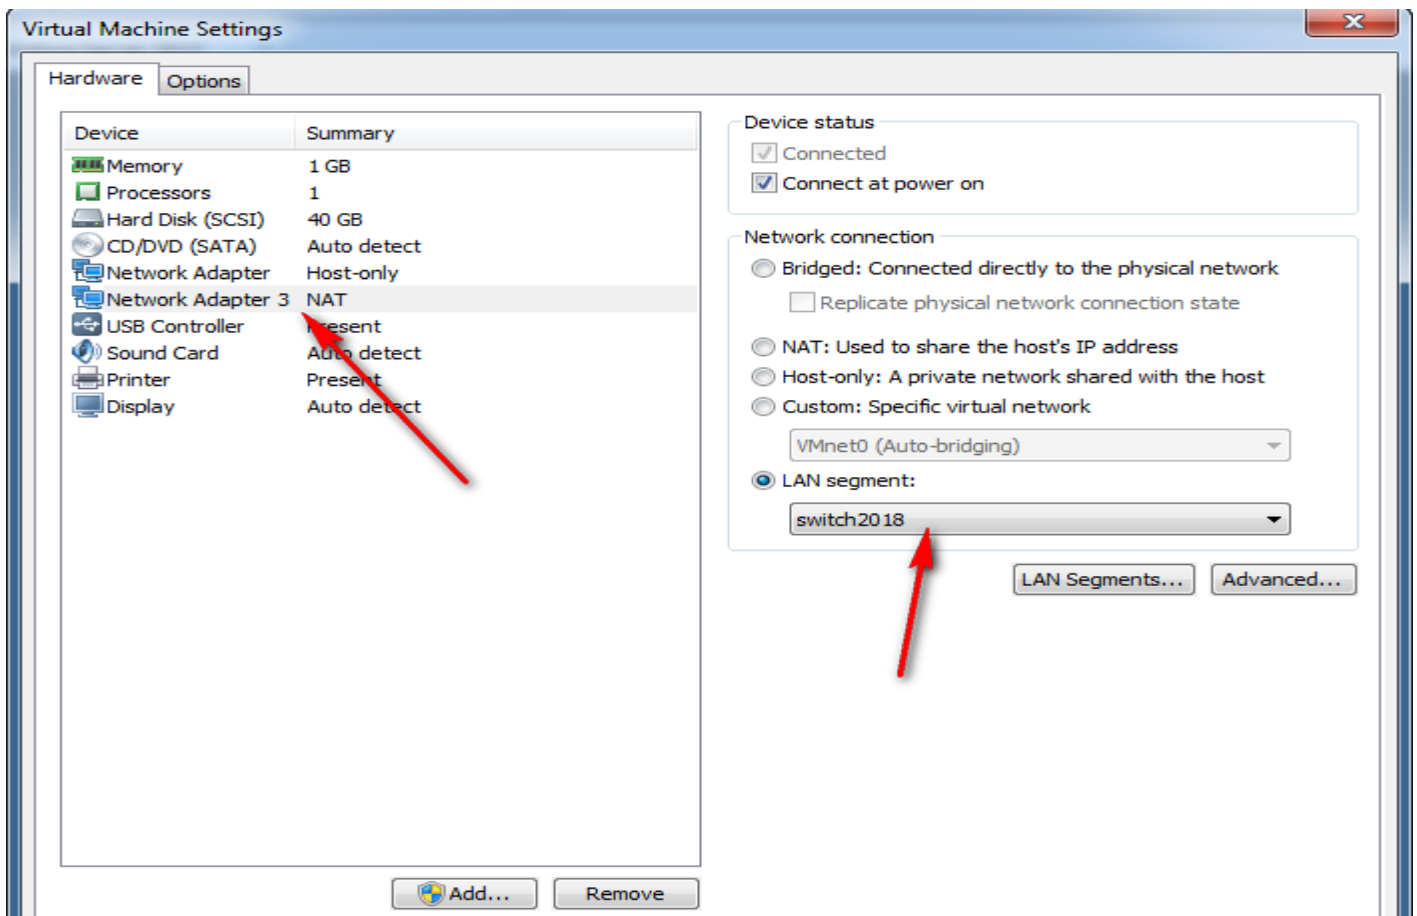 Virtual Machine Settings
Hardware
Options
Device Summary
Memory 1 GB
Processors 1
Hard Disk (SCSI) 40 GB
CD/DVD (SATA) Auto detect
Network Adapter Host-only
Network Adapter 3 NAT
USB Controller Present
Sound Card Auto detect
Printer Present
Display Auto detect
Add...
Remove
Device status
Connected
Connect at power on
Network connection
Bridged: Connected directly to the physical network
Replicate physical network connection state
NAT: Used to share the host's IP address
Host-only: A private network shared with the host
Custom: Specific virtual network
VMnet0 (Auto-bridging)
LAN segment:
switch2018
LAN Segments...
Advanced...